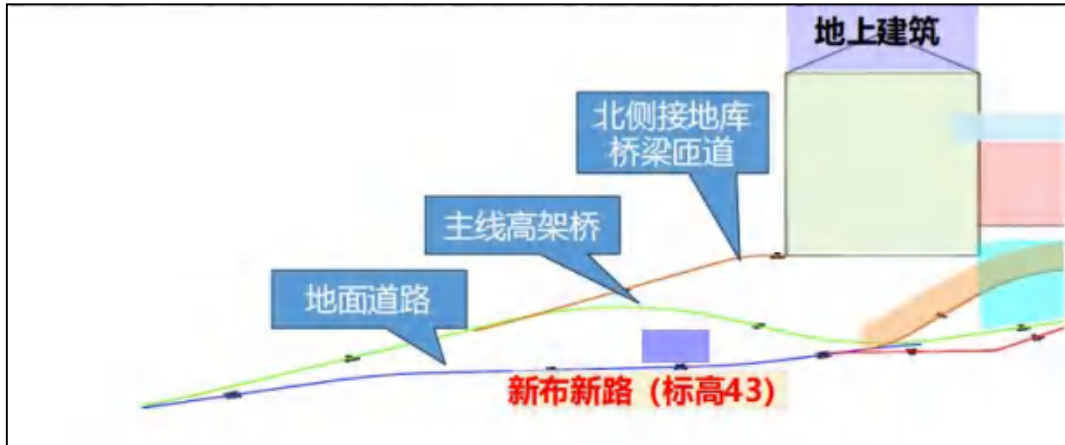 地上建筑
北侧接地库
桥梁匝道
主线高架桥
地面道路
新布新路（标高43）